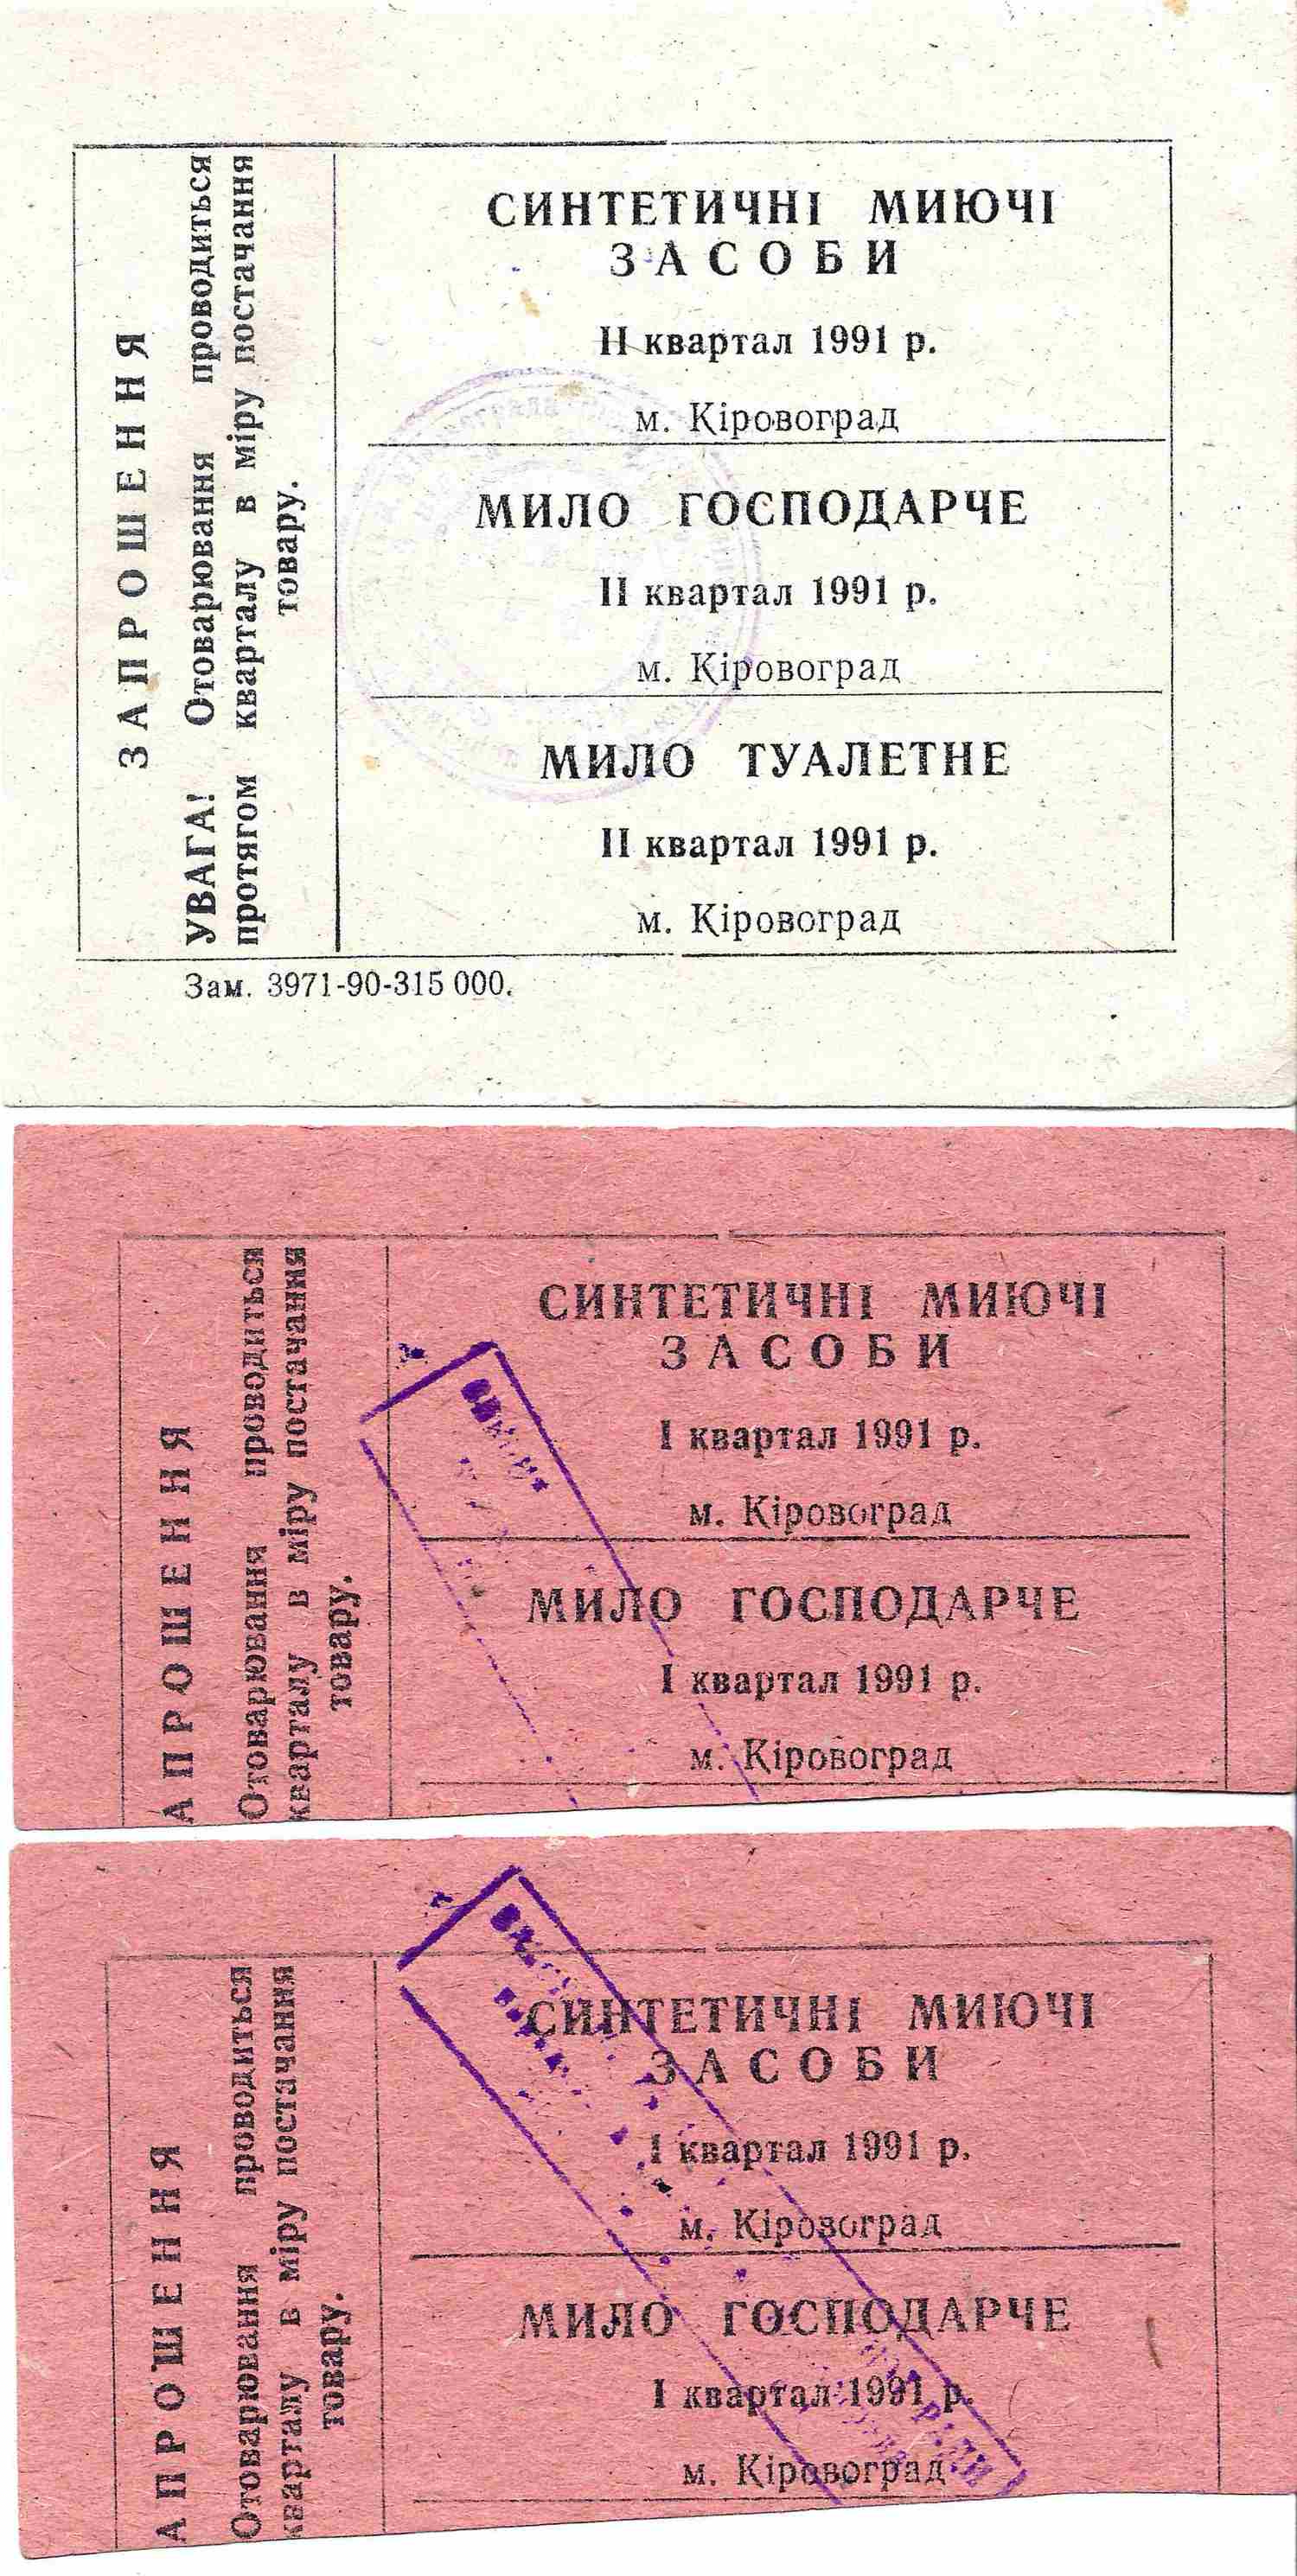 ЗАПРОШЕННЯ
УВАГА! Отоварювання проводиться
протягом кварталу в міру постачання
товару.
СИНТЕТИЧНІ МИЮЧІ
ЗАСОБИ
II квартал 1991 р.
м. Кіровоград
МИЛО ГОСПОДАРЧЕ
II квартал 1991 р.
м. Кіровоград
МИЛО ТУАЛЕТНЕ
II квартал 1991 р.
м. Кіровоград
Зам. 3971-90-315 000.
АПРОШЕННЯ
Отоварювання проводиться
кварталу в міру постачання
товару.
СИНТЕТИЧНІ МИЮЧІ
ЗАСОБИ
I квартал 1991 р.
м. Кіровоград
МИЛО ГОСПОДАРЧЕ
I квартал 1991 р.
м. Кіровоград
АПРОШЕННЯ
Отоварювання проводиться
кварталу в міру постачання
товару.
СИНТЕТИЧНІ МИЮЧІ
ЗАСОБИ
I квартал 1991 р.
м. Кіровоград
МИЛО ГОСПОДАРЧЕ
I квартал 1991 р.
м. Кіровоград